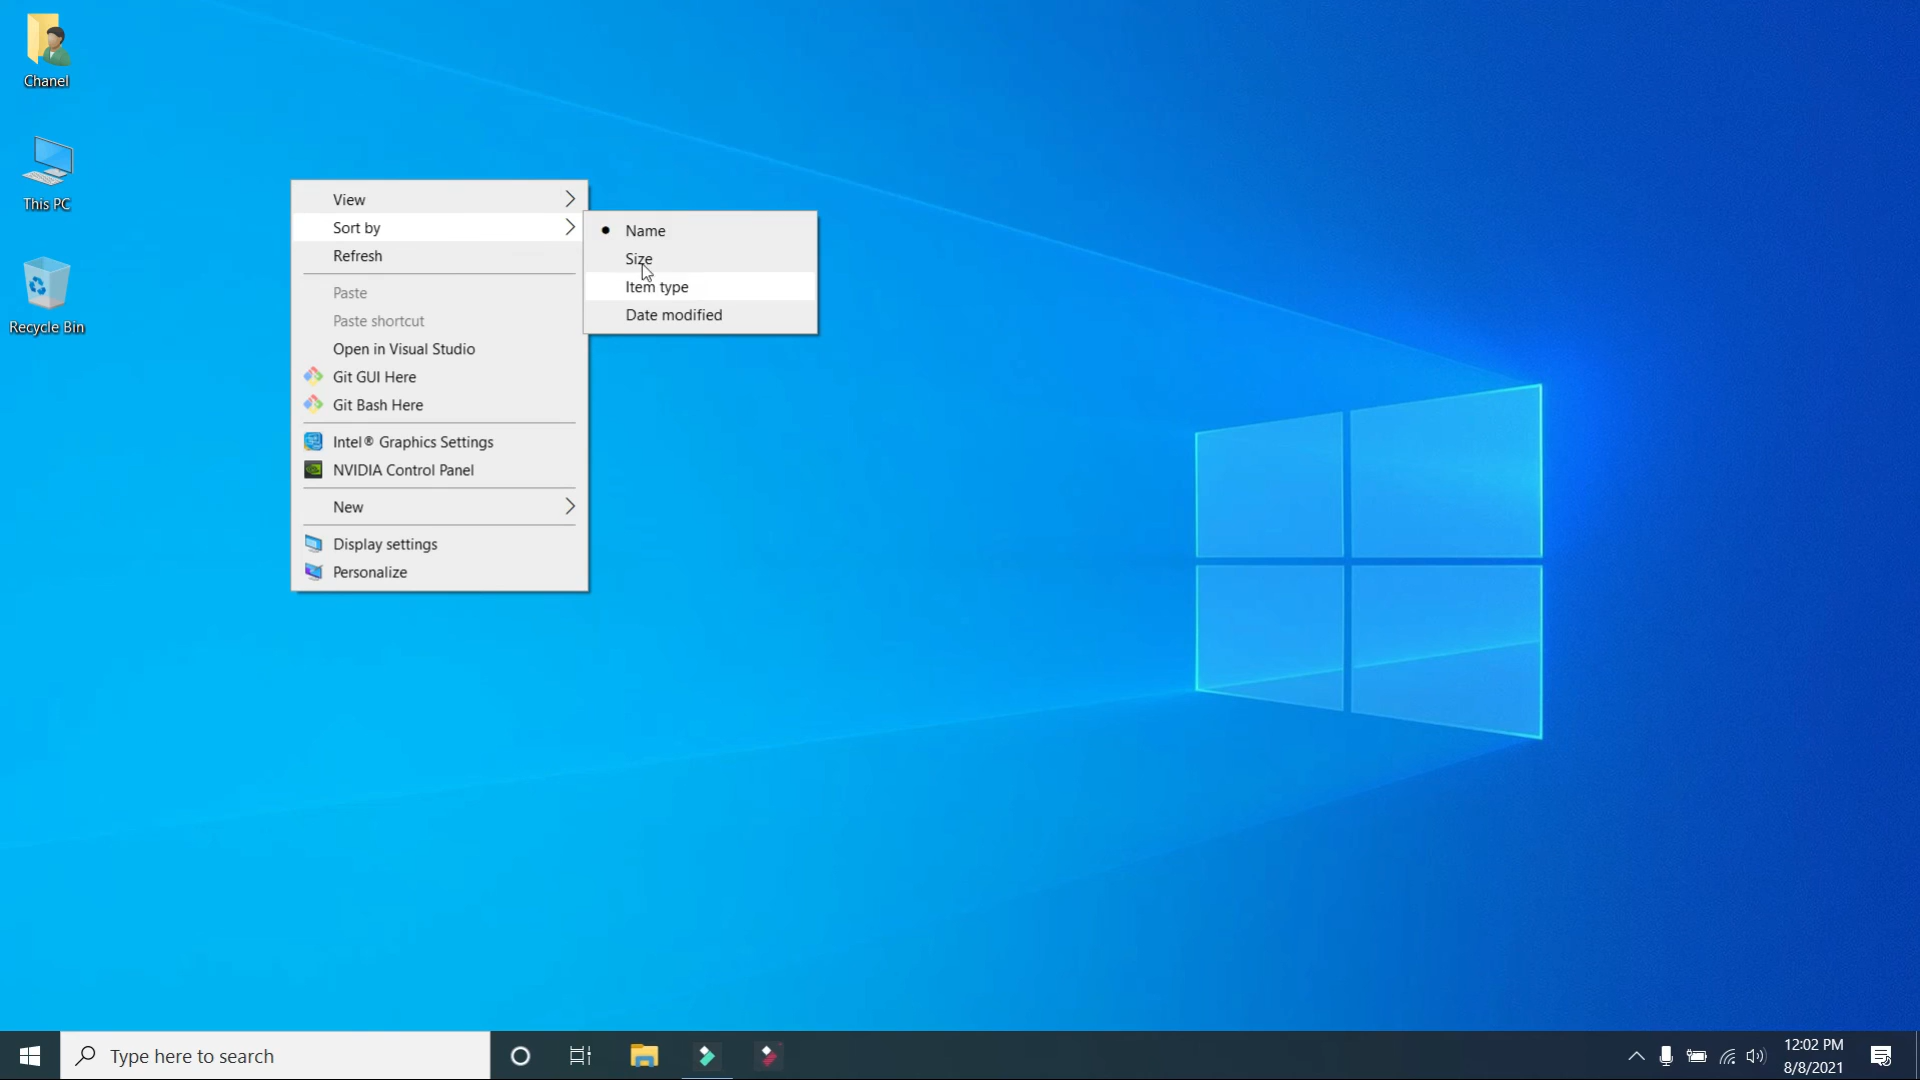 Chanel
This PC
Recycle Bin
View
Sort by
Refresh
Paste
Paste shortcut
Open in Visual Studio
Git GUI Here
Git Bash Here
Intel® Graphics Settings
NVIDIA Control Panel
New
Display settings
Personalize
Name
Size
Item type
Date modified
Type here to search
12:02 PM
8/8/2021